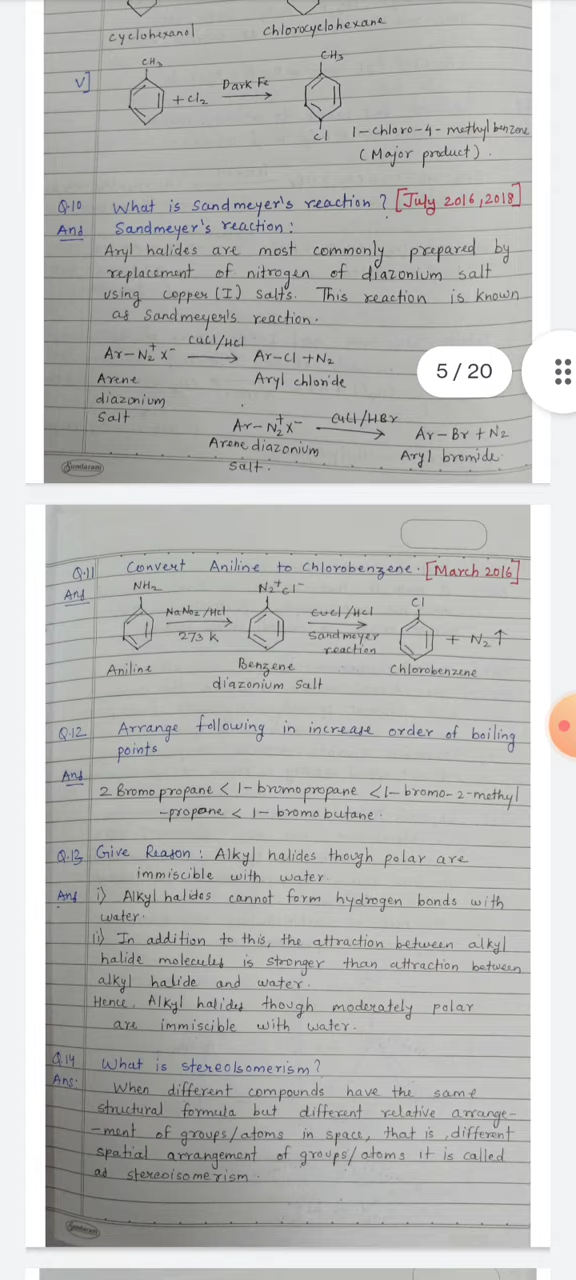 cyclohexanol
chlorocyclohexane
v]
CH3
+ Cl2
Dark Fe
CH3
Cl
1-chloro-4-methylbenzene
(Major product).
Q.10 What is Sandmeyer's reaction? [July 2016, 2018]
Ans Sandmeyer's reaction:
Aryl halides are most commonly prepared by
replacement of nitrogen of diazonium salt
using copper (I) salts. This reaction is known
as Sandmeyer's reaction.
Ar-N2+X- CuCl/HCl → Ar-Cl + N2
Arene Aryl chloride
diazonium
Salt
Ar-N2+X- CuCl/HBr → Ar-Br + N2
Arene diazonium Aryl bromide.
Salt.
5/20
Sundaram
Q.11 Convert Aniline to Chlorobenzene. [March 2016]
Ans
NH2 N2+Cl- Cl
NaNO2/HCl CuCl/HCl
273 K Sandmeyer + N2↑
reaction
Aniline Benzene Chlorobenzene
diazonium Salt
Q.12 Arrange following in increase order of boiling
points
Ans
2 Bromopropane < 1-bromopropane < 1-bromo-2-methyl
-propane < 1-bromobutane.
Q.13 Give Reason: Alkyl halides though polar are
immiscible with water.
Ans i) Alkyl halides cannot form hydrogen bonds with
water.
ii) In addition to this, the attraction between alkyl
halide molecules is stronger than attraction between
alkyl halide and water.
Hence, Alkyl halides though moderately polar
are immiscible with water.
Q.14 What is stereoisomerism?
Ans. When different compounds have the same
structural formula but different relative arrange-
-ment of groups/atoms in space, that is, different
spatial arrangement of groups/atoms it is called
as stereoisomerism.
Sundaram